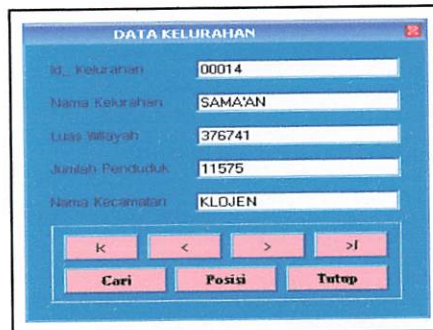 DATA KELURAHAN
Id_ Kelurahan 00014
Nama Kelurahan SAMA'AN
Luas Wilayah 376741
Jumlah Penduduk 11575
Nama Kecamatan KLOJEN
|< < > >|
Cari Posisi Tutup